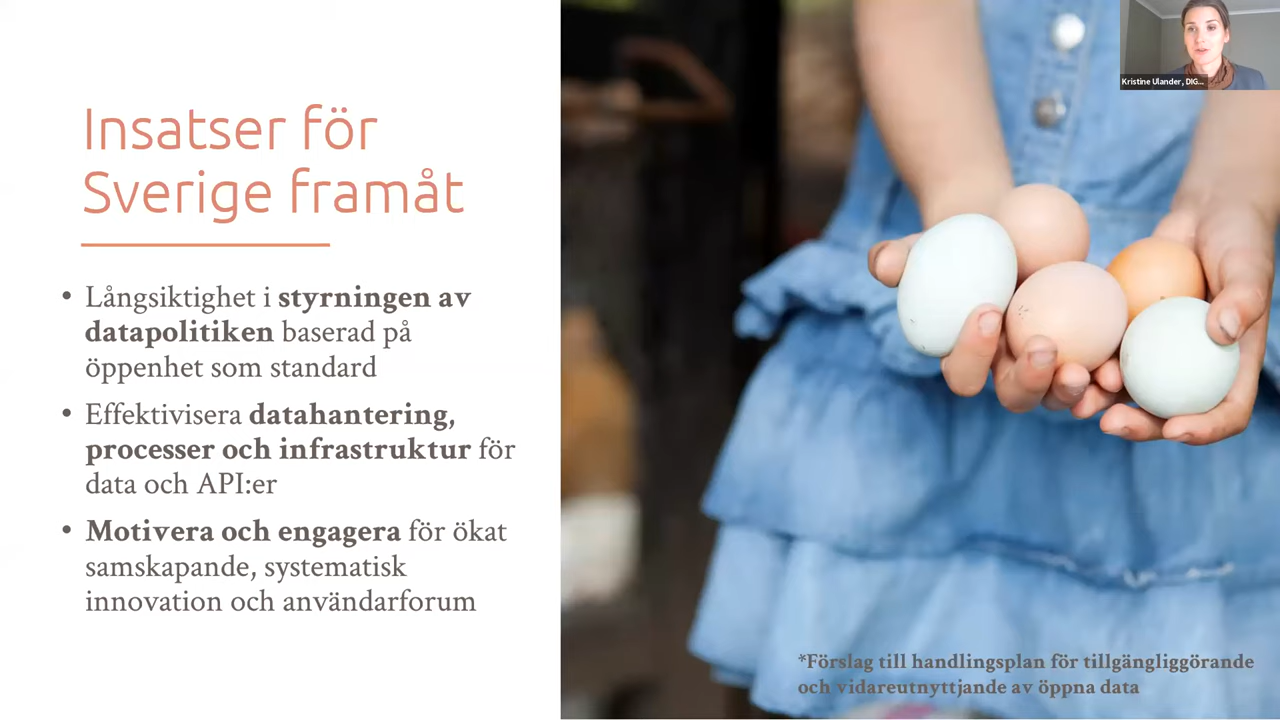 Insatser för
Sverige framåt
• Långsiktighet i styrningen av
datapolitiken baserad på
öppenhet som standard
• Effektivisera datahantering,
processer och infrastruktur för
data och API:er
• Motivera och engagera för ökat
samskapande, systematisk
innovation och användarforum
Kristine Ulander, DIG...
*Förslag till handlingsplan för tillgängliggörande
och vidareutnyttjande av öppna data